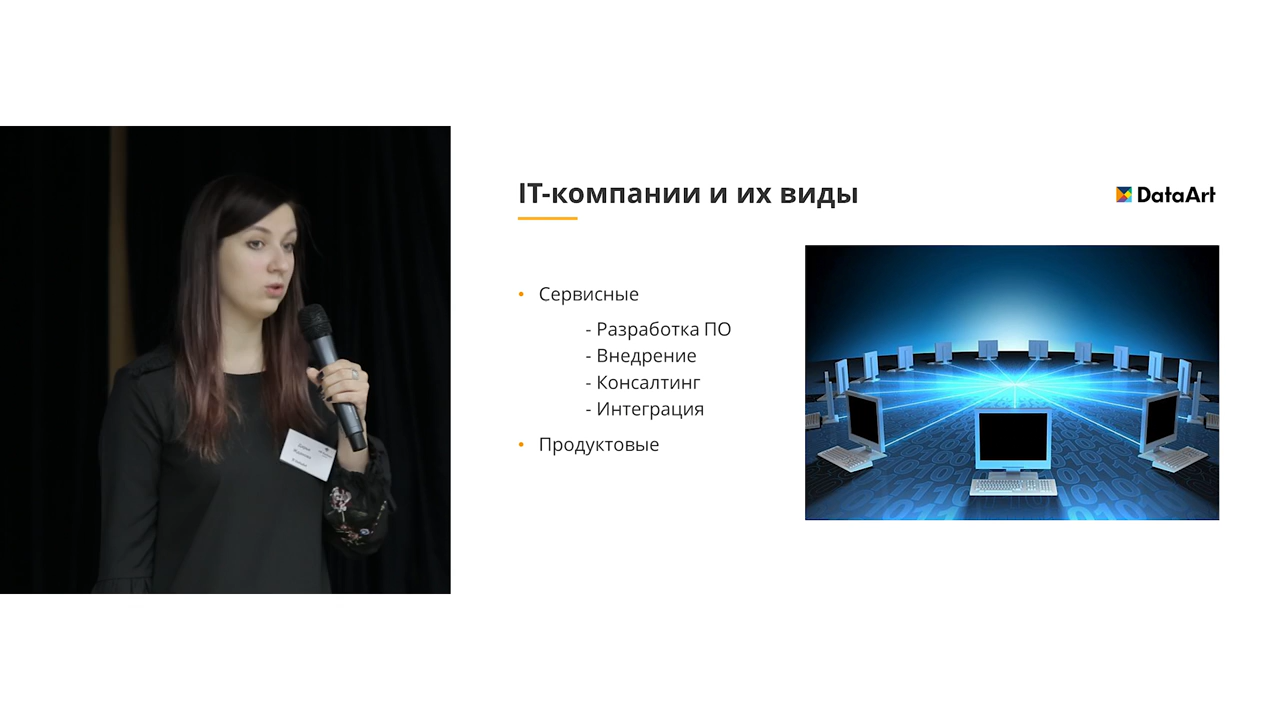 IT-компании и их виды
DataArt
• Сервисные
- Разработка ПО
- Внедрение
- Консалтинг
- Интеграция
• Продуктовые